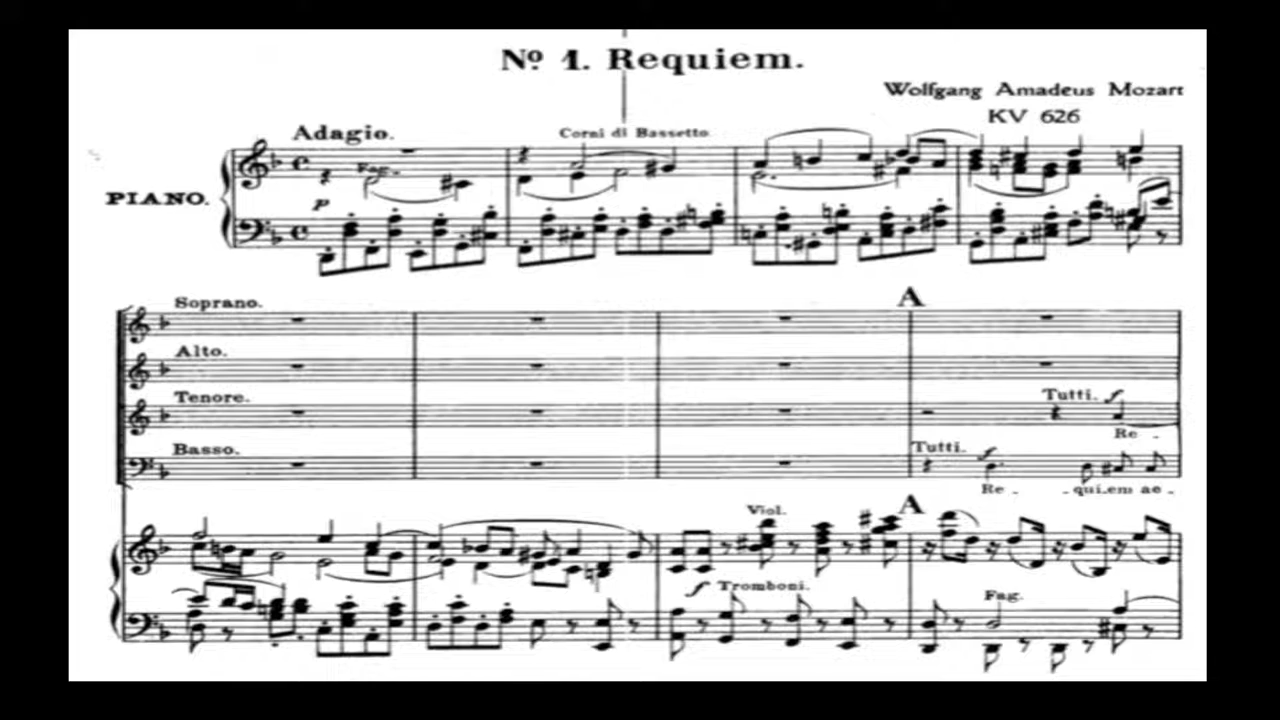 Nº 1. Requiem.
Wolfgang Amadeus Mozart
KV 626
Adagio.
Corni di Bassetto
Fag.
PIANO.
p
Soprano.
A
Alto.
Tenore.
Tutti. f
Re -
Basso.
Tutti. f
Re - - qui-em ae-
Viol.
A
f Tromboni.
Fag.